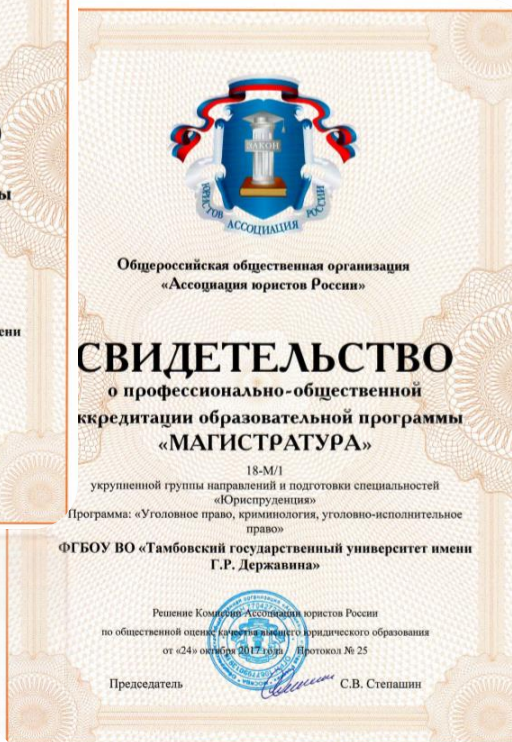 ы
ени
ЗАКОН
АССОЦИАЦИЯ ЮРИСТОВ РОССИИ
Общероссийская общественная организация
«Ассоциация юристов России»
СВИДЕТЕЛЬСТВО
о профессионально-общественной
ккредитации образовательной программы
«МАГИСТРАТУРА»
18-М/1
укрупненной группы направлений и подготовки специальностей
«Юриспруденция»
Программа: «Уголовное право, криминология, уголовно-исполнительное
право»
ФГБОУ ВО «Тамбовский государственный университет имени
Г.Р. Державина»
Решение Комиссии Ассоциации юристов России
по общественной оценке качества высшего юридического образования
от «24» октября 2017 года Протокол № 25
Председатель С.В. Степашин